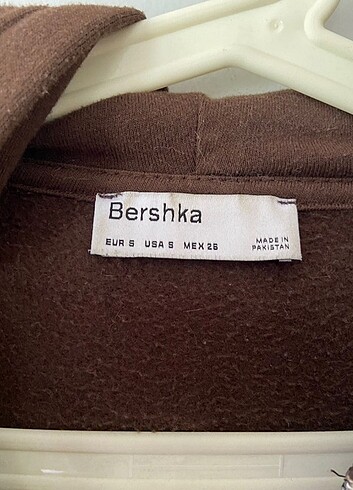 Bershka
EUR S USA S MEX 26
MADE IN
PAKISTAN